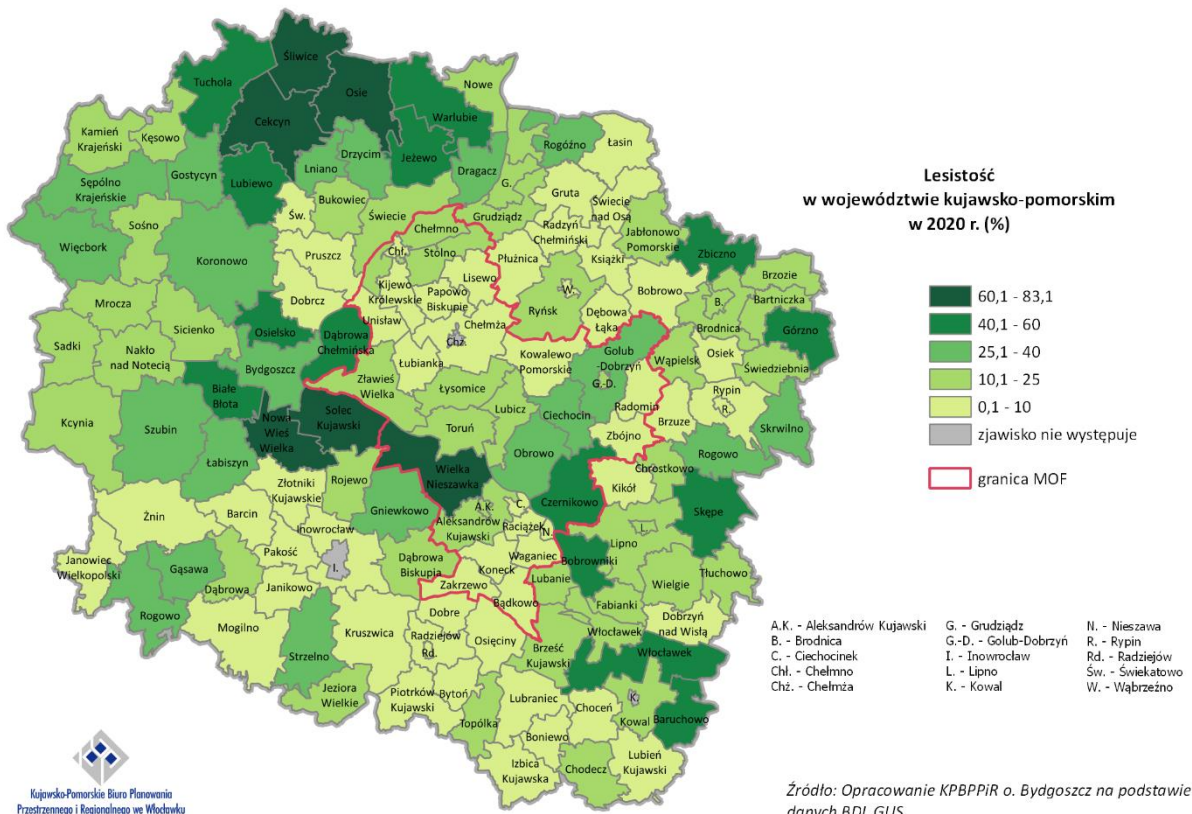 Śliwice
Tuchola
Osie
Nowe
Cekcyn
Warlubie
Kamień
Krajeński
Kęsowo
Łasin
Rogóźno
Drzycim
Jeżewo
Dragacz
Lniano
Gostycyn
Sępólno
Krajeńskie
Lubiewo
G.
Gruta
Bukowiec
Św.
Świecie
Grudziądz
Świecie
nad Osą
Chełmno
Radzyń
Chełmiński
Sośno
Jabłonowo
Pomorskie
Zbiczno
Więcbork
Pruszcz
Koronowo
Chł.
Stolno
Płużnica
Książki
Brzozie
Lisewo
Kijewo
Królewskie
Papowo
Biskupie
W.
Bobrowo
B.
Bartniczka
Dobrcz
Mrocza
Unisław
Ryńsk
Dębowa
Łąka
Górzno
Sicienko
Osielsko
Dąbrowa
Chełmińska
Chełmża
Chż.
Brodnica
Sadki
Nakło
nad Notecią
Golub
-Dobrzyń
Osiek
Kowalewo
Pomorskie
Wąpielsk
Świedziebnia
Łubianka
Bydgoszcz
Zławieś
Wielka
Łysomice
G.-D.
Rypin
R.
Białe
Błota
Radomin
Lubicz
Ciechocin
Solec
Kujawski
Kcynia
Nowa
Wieś
Wielka
Toruń
Brzuze
Skrwilno
Szubin
Zbójno
Obrowo
Rogowo
Łabiszyn
Wielka
Nieszawka
Chrostkowo
Złotniki
Kujawskie
Rojewo
Kikół
Czernikowo
Gniewkowo
A.K.
C.
Skępe
Żnin
Barcin
Raciążek
Inowrocław
Aleksandrów
Kujawski
N.
L.
Lipno
Pakość
Waganiec
Bobrowniki
Janowiec
Wielkopolski
Gąsawa
I.
Dąbrowa
Biskupia
Koneck
Tłuchowo
Dąbrowa
Janikowo
Zakrzewo
Lubanie
Wielgie
Bądkowo
Rogowo
Fabianki
Dobre
Dobrzyń
nad Wisłą
Mogilno
Kruszwica
Radziejów
Osięciny
Włocławek
Rd.
Brześć
Kujawski
Włocławek
Strzelno
Jeziora
Wielkie
Piotrków
Kujawski
Bytoń
Lubraniec
K.
Choceń
Topólka
Kowal
Baruchowo
Boniewo
Lubień
Kujawski
Izbica
Kujawska
Chodecz
Lesistość
w województwie kujawsko-pomorskim
w 2020 r. (%)
60,1 - 83,1
40,1 - 60
25,1 - 40
10,1 - 25
0,1 - 10
zjawisko nie występuje
granica MOF
A.K. - Aleksandrów Kujawski
B. - Brodnica
C. - Ciechocinek
Chł. - Chełmno
Chż. - Chełmża
G. - Grudziądz
G.-D. - Golub-Dobrzyń
I. - Inowrocław
L. - Lipno
K. - Kowal
N. - Nieszawa
R. - Rypin
Rd. - Radziejów
Św. - Świekatowo
W. - Wąbrzeźno
Kujawsko-Pomorskie Biuro Planowania
Przestrzennego i Regionalnego we Włocławku
Źródło: Opracowanie KPBPPiR o. Bydgoszcz na podstawie
danych BDL GUS